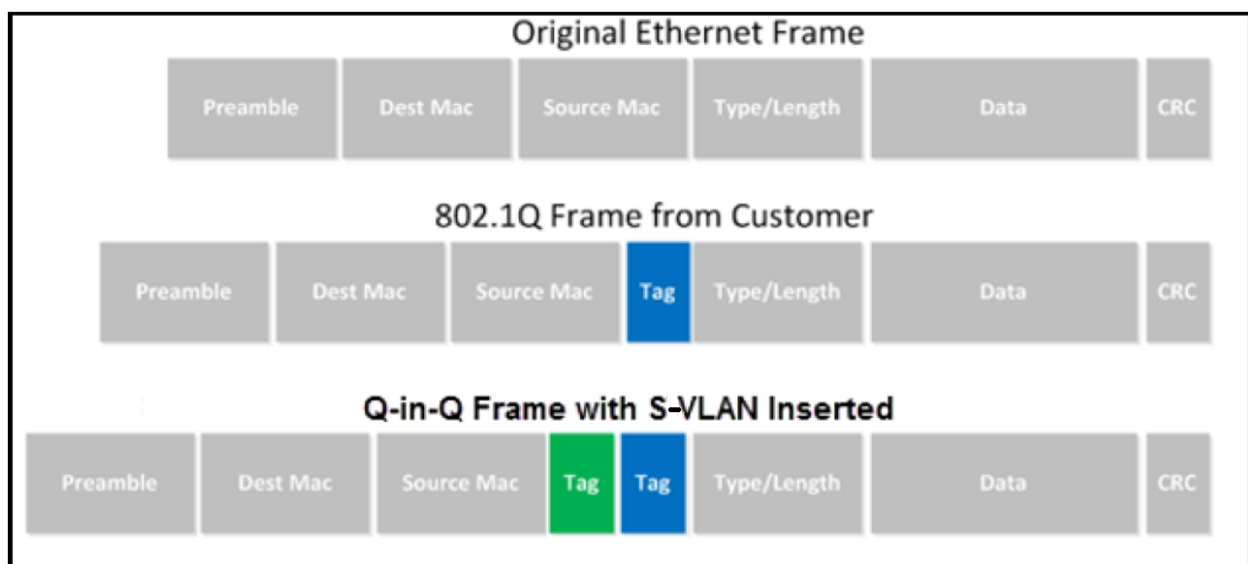 Original Ethernet Frame
Preamble Dest Mac Source Mac Type/Length Data CRC
802.1Q Frame from Customer
Preamble Dest Mac Source Mac Tag Type/Length Data CRC
Q-in-Q Frame with S-VLAN Inserted
Preamble Dest Mac Source Mac Tag Tag Type/Length Data CRC